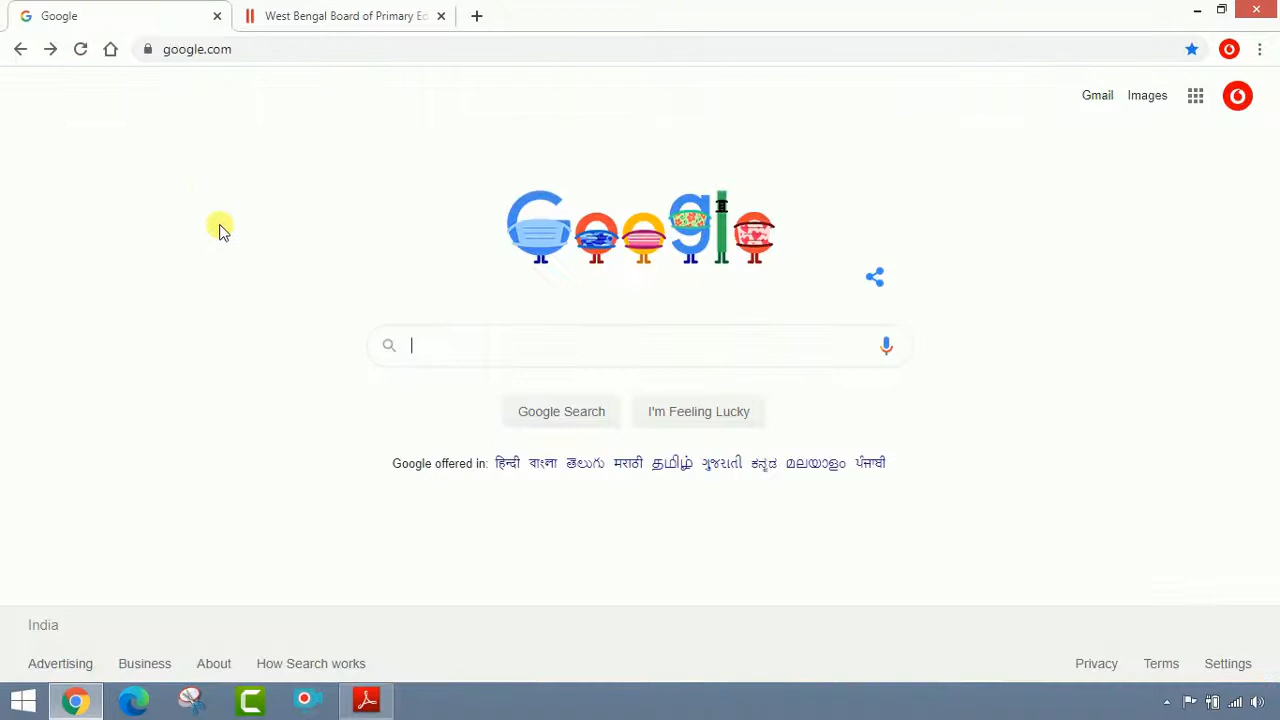 Google
West Bengal Board of Primary Ed
google.com
Gmail Images
Google
Google Search I'm Feeling Lucky
Google offered in: हिन्दी বাংলা తెలుగు मराठी தமிழ் ગુજરાતી ಕನ್ನಡ മലയാളം ਪੰਜਾਬੀ
India
Advertising Business About How Search works Privacy Terms Settings